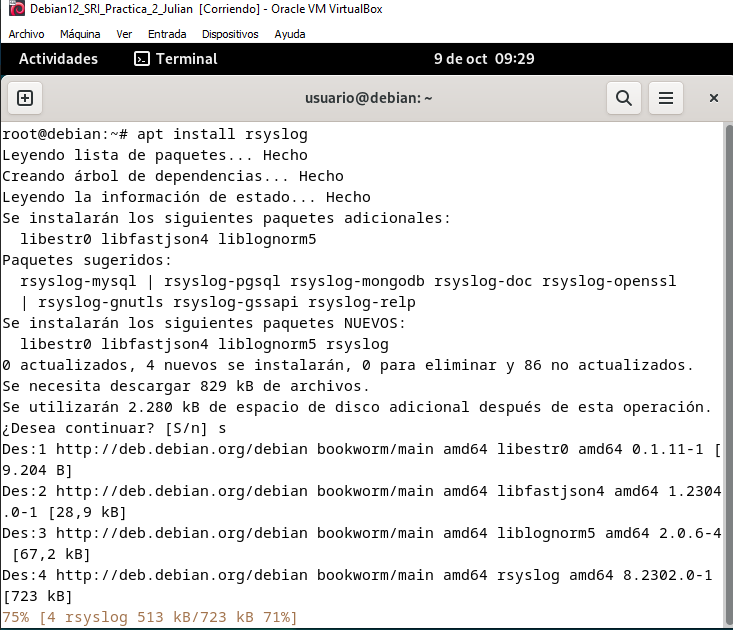 Debian12_SRI_Practica_2_Julian [Corriendo] - Oracle VM VirtualBox
Archivo Máquina Ver Entrada Dispositivos Ayuda
Actividades Terminal 9 de oct 09:29
usuario@debian: ~
root@debian:~# apt install rsyslog
Leyendo lista de paquetes... Hecho
Creando árbol de dependencias... Hecho
Leyendo la información de estado... Hecho
Se instalarán los siguientes paquetes adicionales:
  libestr0 libfastjson4 liblognorm5
Paquetes sugeridos:
  rsyslog-mysql | rsyslog-pgsql rsyslog-mongodb rsyslog-doc rsyslog-openssl
  | rsyslog-gnutls rsyslog-gssapi rsyslog-relp
Se instalarán los siguientes paquetes NUEVOS:
  libestr0 libfastjson4 liblognorm5 rsyslog
0 actualizados, 4 nuevos se instalarán, 0 para eliminar y 86 no actualizados.
Se necesita descargar 829 kB de archivos.
Se utilizarán 2.280 kB de espacio de disco adicional después de esta operación.
¿Desea continuar? [S/n] s
Des:1 http://deb.debian.org/debian bookworm/main amd64 libestr0 amd64 0.1.11-1 [
9.204 B]
Des:2 http://deb.debian.org/debian bookworm/main amd64 libfastjson4 amd64 1.2304
.0-1 [28,9 kB]
Des:3 http://deb.debian.org/debian bookworm/main amd64 liblognorm5 amd64 2.0.6-4
 [67,2 kB]
Des:4 http://deb.debian.org/debian bookworm/main amd64 rsyslog amd64 8.2302.0-1
[723 kB]
75% [4 rsyslog 513 kB/723 kB 71%]